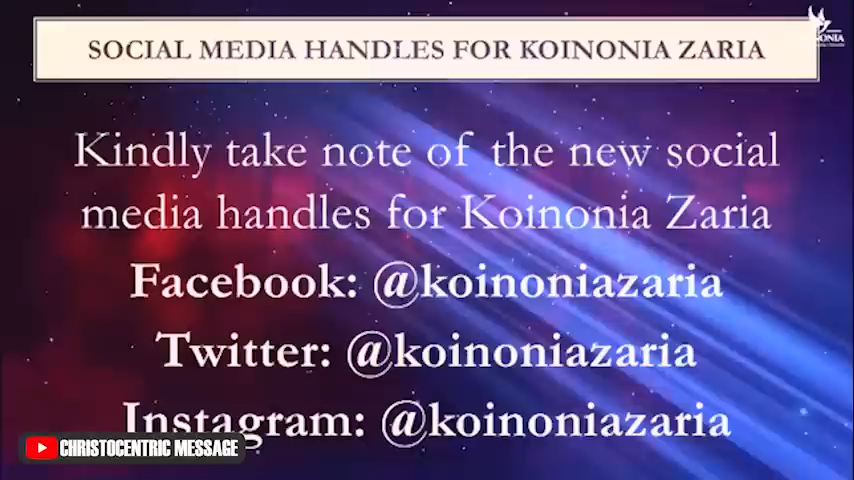 SOCIAL MEDIA HANDLES FOR KOINONIA ZARIA
Kindly take note of the new social
media handles for Koinonia Zaria
Facebook: @koinoniazaria
Twitter: @koinoniazaria
Instagram: @koinoniazaria
CHRISTOCENTRIC MESSAGE